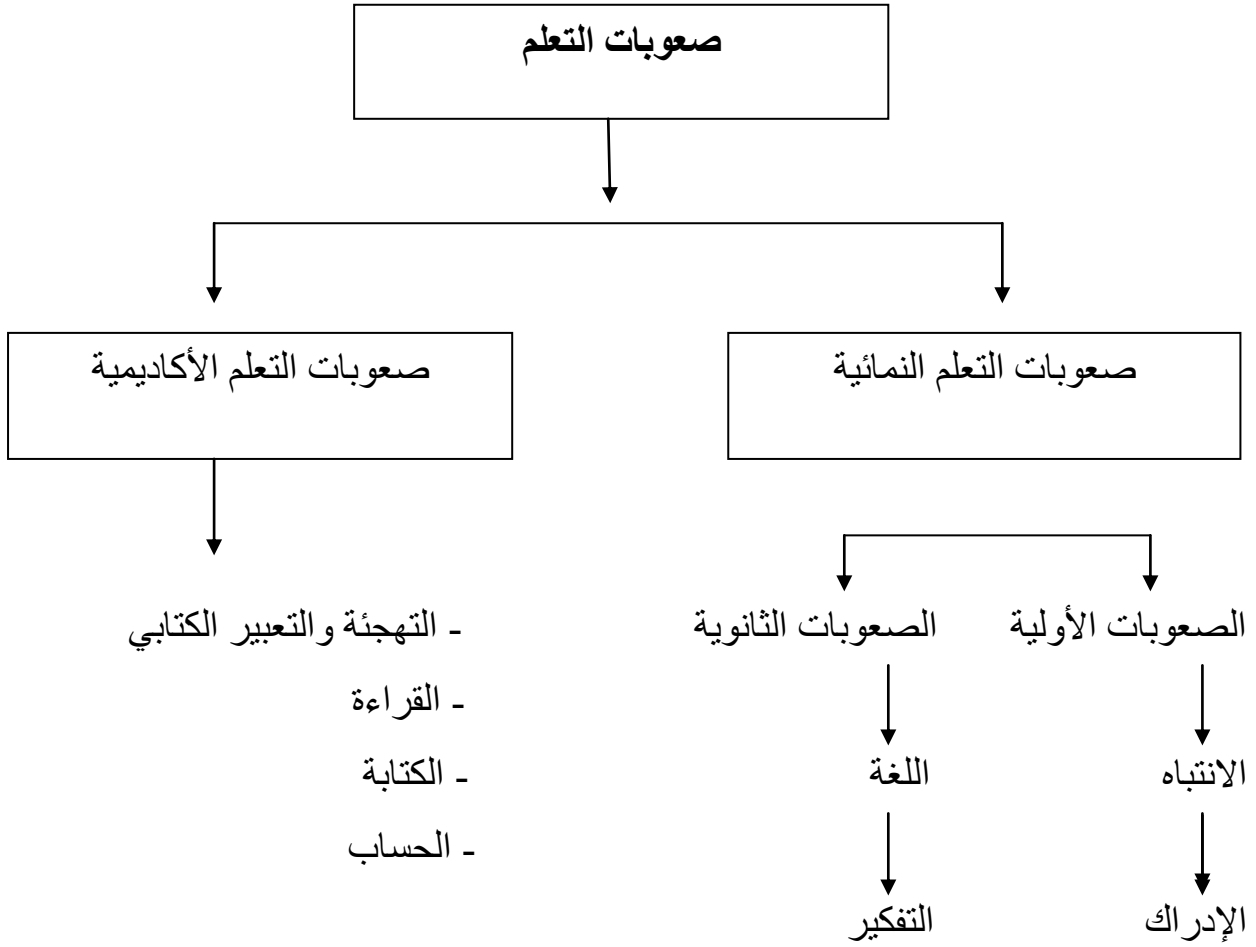 صعوبات التعلم
صعوبات التعلم النمائية
صعوبات التعلم الأكاديمية
الصعوبات الأولية
الصعوبات الثانوية
- التهجئة والتعبير الكتابي
- القراءة
الانتباه
اللغة
- الكتابة
- الحساب
الإدراك
التفكير